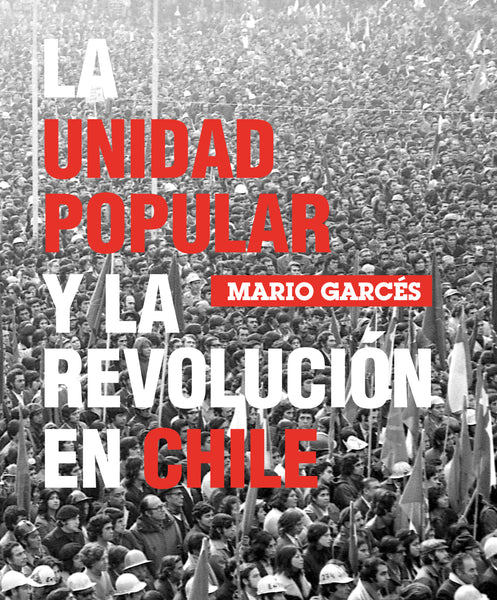 LA
UNIDAD
POPULAR
MARIO GARCÉS
Y LA
REVOLUCIÓN
EN CHILE